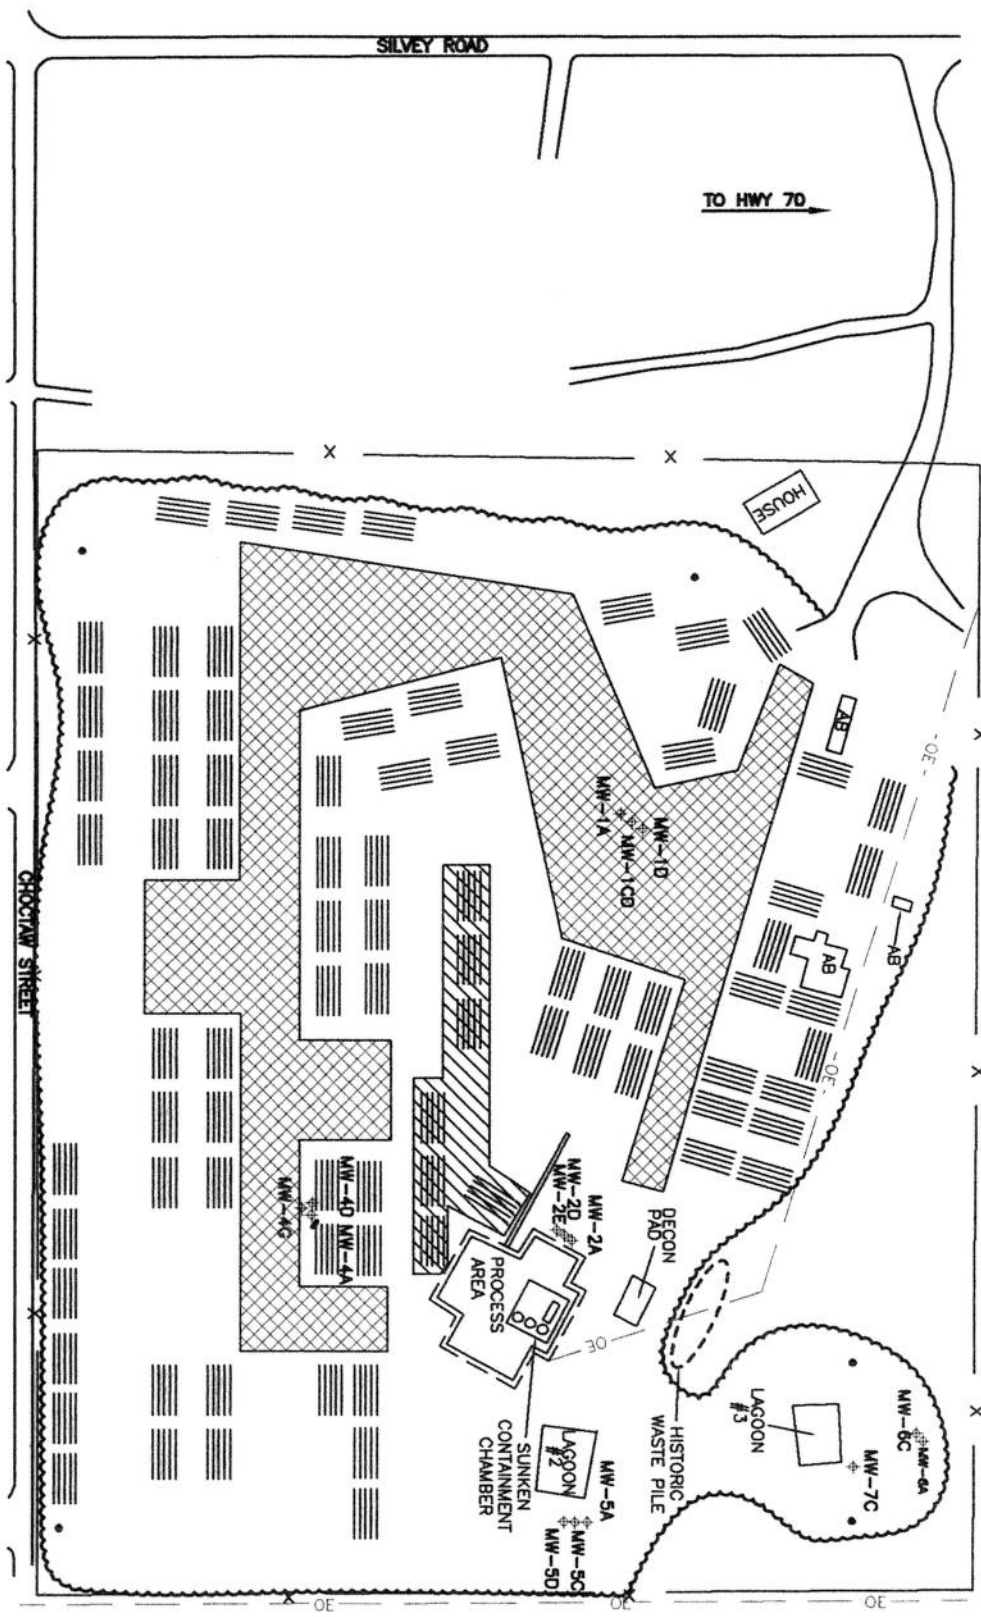 SILVEY ROAD
TO HWY 70
X
X
HOUSE
X
AB
X
-OE-
MW-1A
MW-1D
MW-1CD
CHOCTAW STREET
AB
AB
-OE-
X
MW-4D
MW-4A
MW-4G
MW-2D
MW-2E
MW-2A
DECON
PAD
PROCESS
AREA
OE
X
LAGOON
#3
HISTORIC
WASTE PILE
MW-6C
MW-6A
X
MW-7C
SUNKEN
CONTAINMENT
CHAMBER
LAGOON
#2
MW-5A
MW-5C
MW-5D
X
X
OE
OE
OE